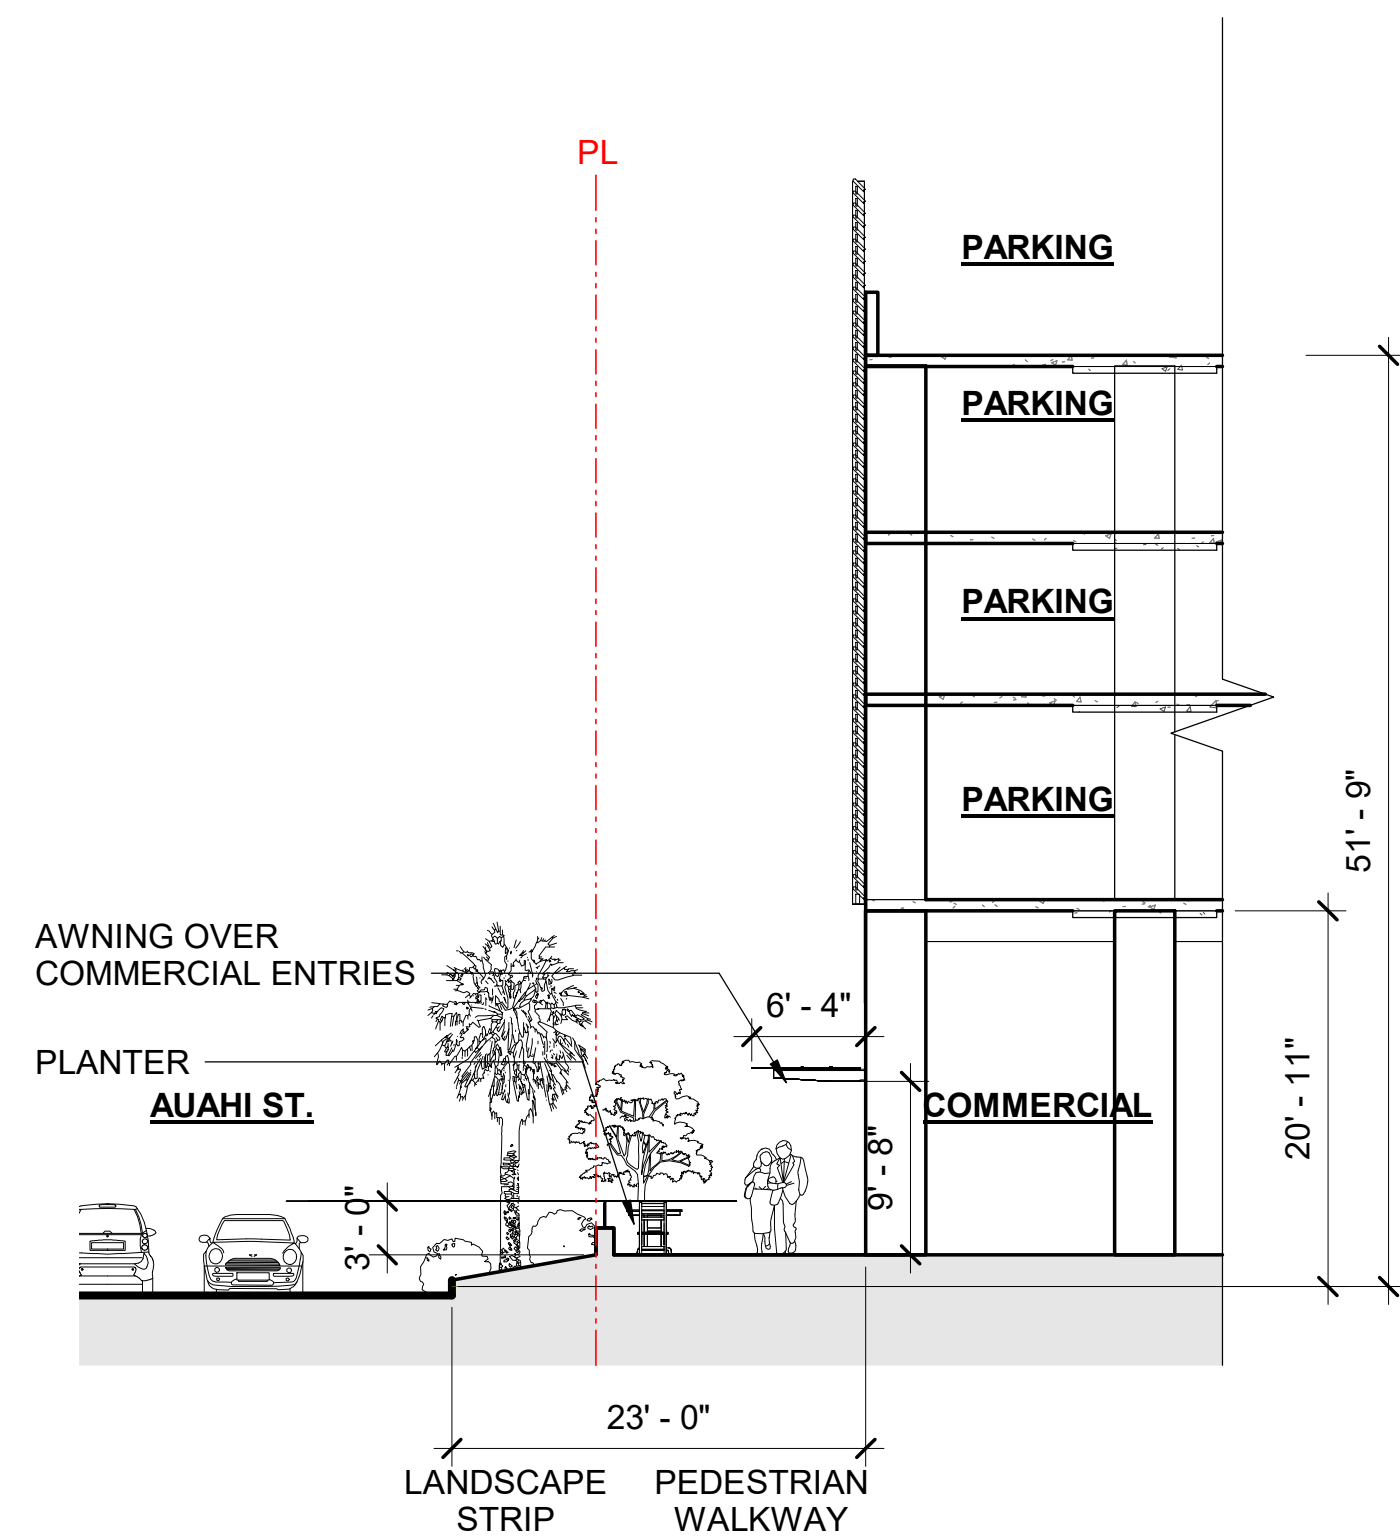 PL
PARKING
PARKING
PARKING
PARKING
51' - 9"
AWNING OVER
COMMERCIAL ENTRIES
6' - 4"
PLANTER
AUAHI ST.
COMMERCIAL
20' - 11"
9' - 8"
3' - 0"
23' - 0"
LANDSCAPE
STRIP
PEDESTRIAN
WALKWAY